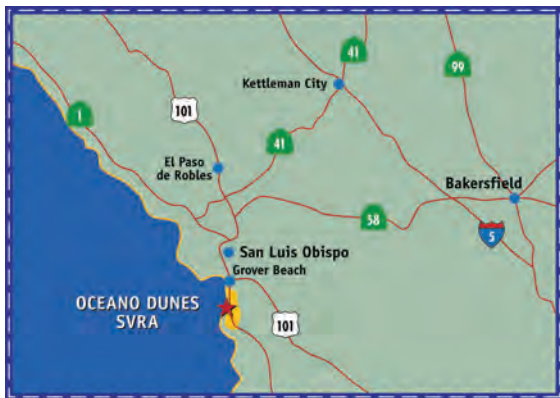 41
99
Kettleman City
1
101
41
El Paso
de Robles
Bakersfield
58
5
San Luis Obispo
Grover Beach
OCEANO DUNES
SVRA
101